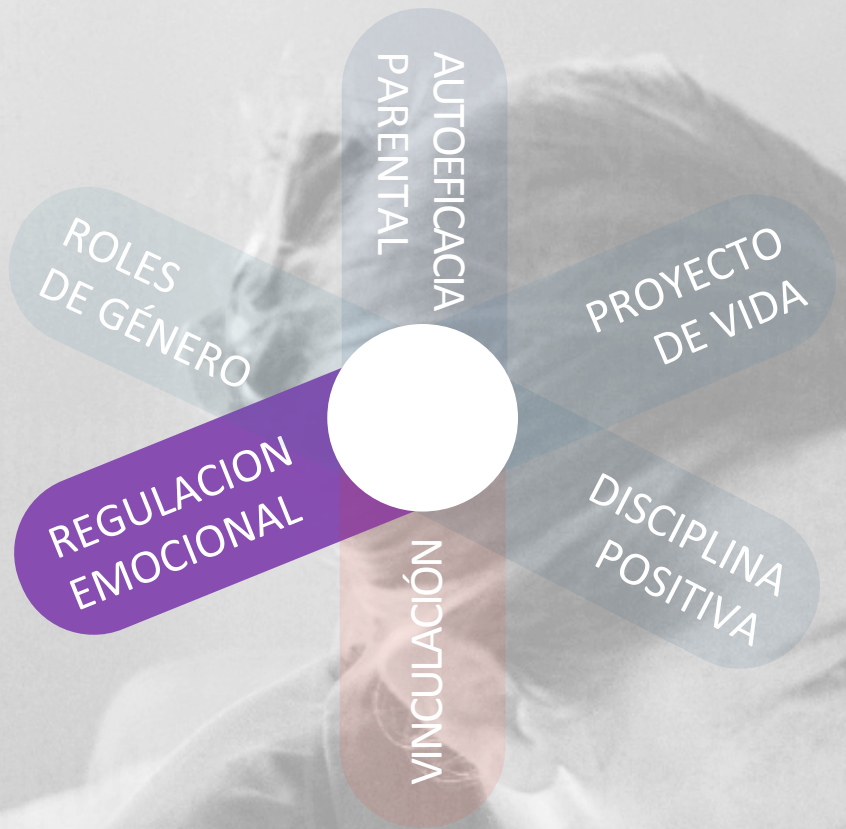 AUTOEFICACIA
PARENTAL
PROYECTO
DE VIDA
DISCIPLINA
POSITIVA
VINCULACIÓN
REGULACION
EMOCIONAL
ROLES
DE GÉNERO